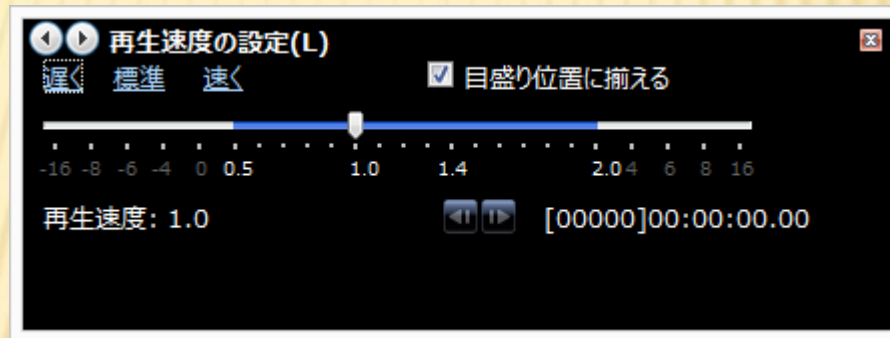 再生速度の設定(L)
遅く 標準 速く 目盛り位置に揃える
-16 -8 -6 -4 0 0.5 1.0 1.4 2.0 4 6 8 16
再生速度: 1.0 [00000]00:00:00.00